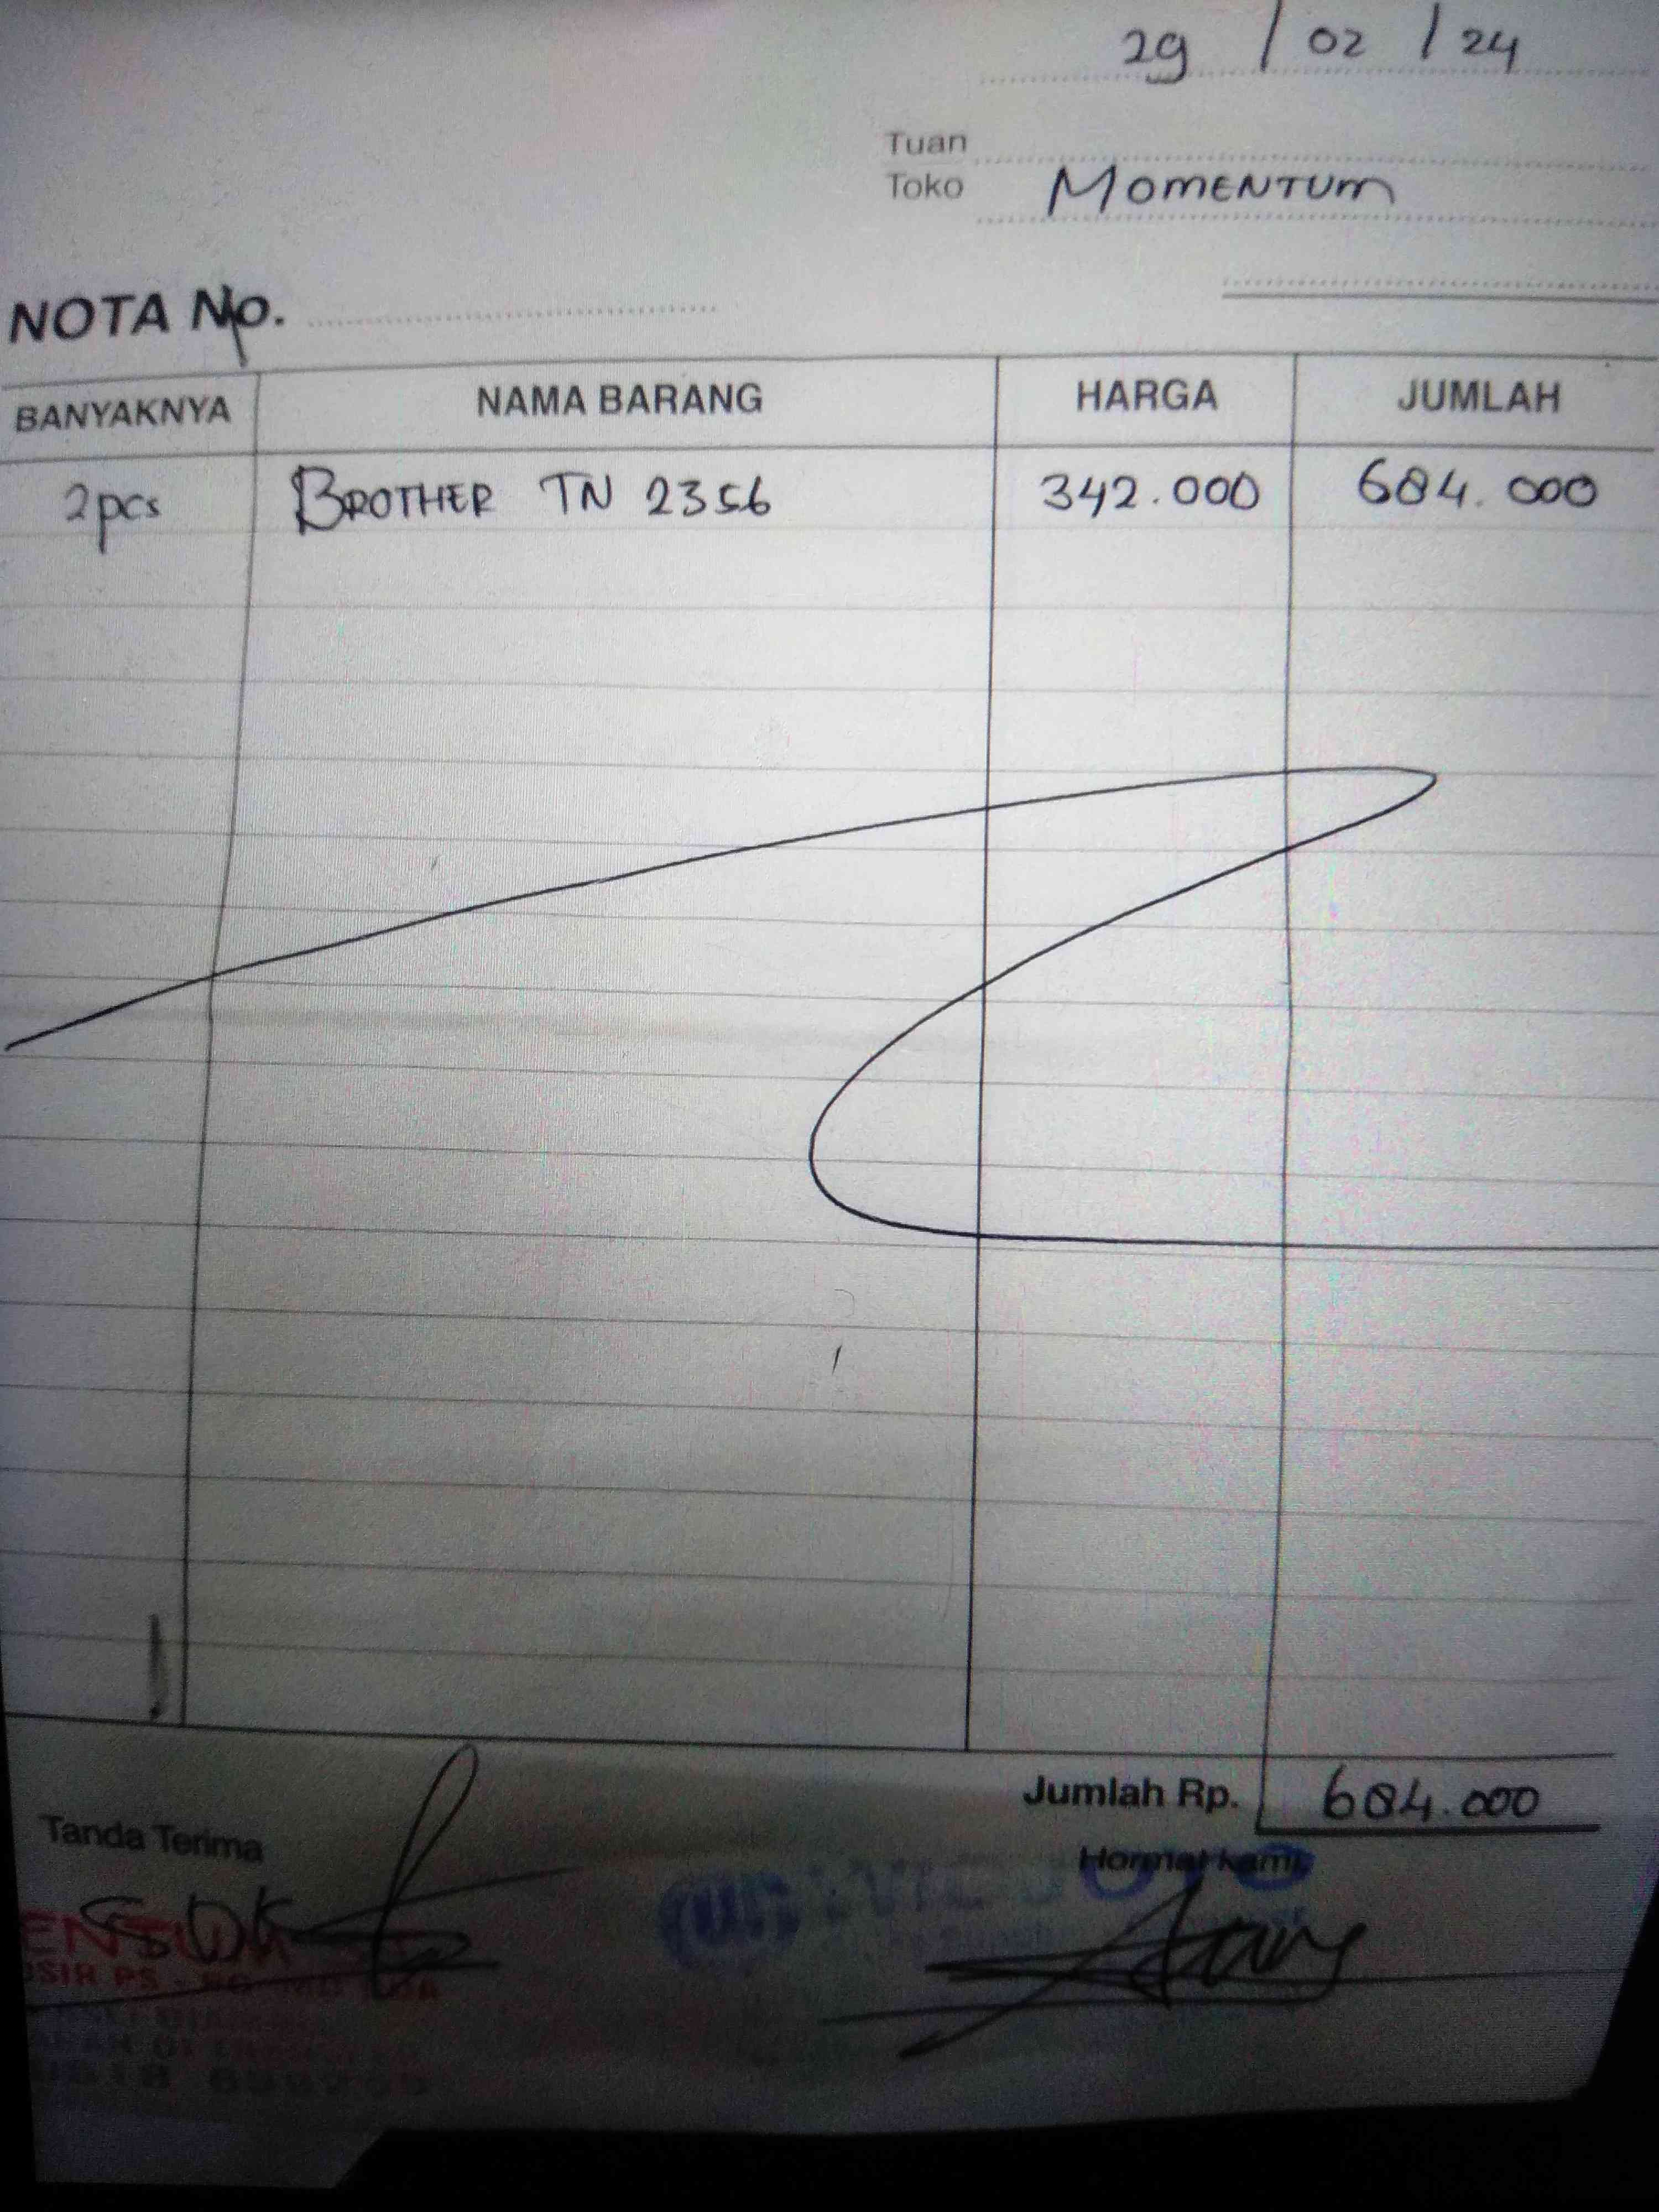 29 / 02 / 24
Tuan
Toko MOMENTUM
NOTA No.
BANYAKNYA NAMA BARANG HARGA JUMLAH
2pcs BROTHER TN 2356 342.000 684.000
Jumlah Rp. 684.000
Tanda Terima Hormat kami,